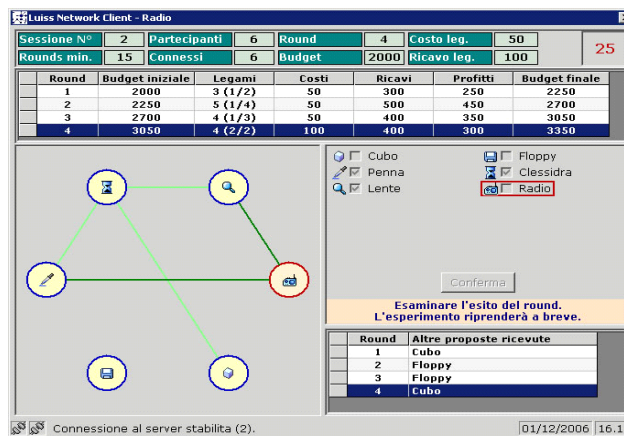 Luiss Network Client - Radio
Sessione N° 2 Partecipanti 6 Round 4 Costo leg. 50 25
Rounds min. 15 Connessi 6 Budget 2000 Ricavo leg. 100
Round Budget iniziale Legami Costi Ricavi Profitti Budget finale
1 2000 3 (1/2) 50 300 250 2250
2 2250 5 (1/4) 50 500 450 2700
3 2700 4 (1/3) 50 400 350 3050
4 3050 4 (2/2) 100 400 300 3350
Cubo Floppy
Penna Clessidra
Lente Radio
Conferma
Esaminare l'esito del round.
L'esperimento riprenderà a breve.
Round Altre proposte ricevute
1 Cubo
2 Floppy
3 Floppy
4 Cubo
Connessione al server stabilita (2). 01/12/2006 16.1